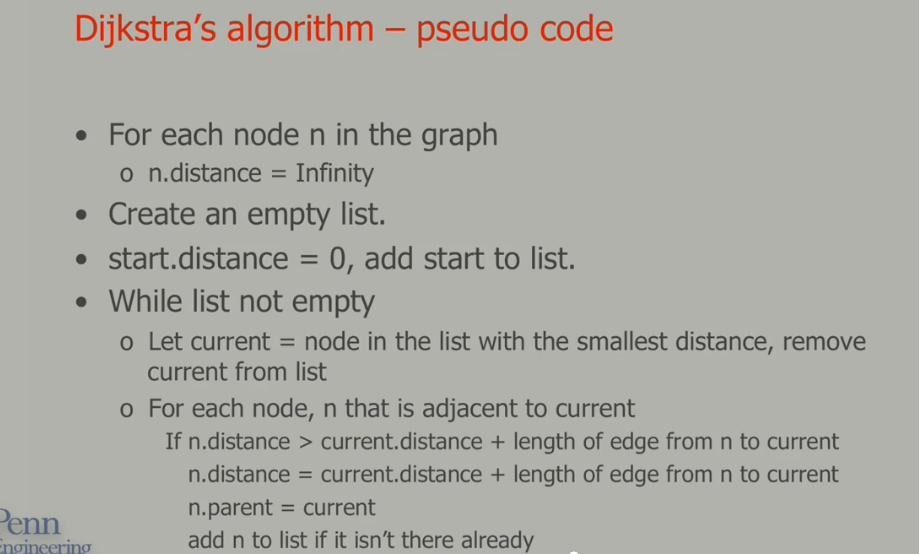 Dijkstra's algorithm – pseudo code
• For each node n in the graph
o n.distance = Infinity
• Create an empty list.
• start.distance = 0, add start to list.
• While list not empty
o Let current = node in the list with the smallest distance, remove
current from list
o For each node, n that is adjacent to current
If n.distance > current.distance + length of edge from n to current
n.distance = current.distance + length of edge from n to current
n.parent = current
add n to list if it isn't there already
Penn
Engineering